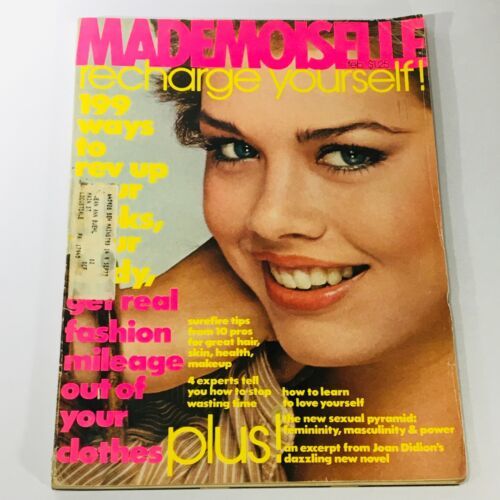 MADEMOISELLE
feb. $1.25
recharge yourself!
199
ways
to
rev up
your
looks,
your
body,
get real
fashion
mileage
out of
your
clothes
surefire tips
from 10 pros
for great hair,
skin, health,
makeup
4 experts tell
you how to stop
wasting time
plus!
how to learn
to love yourself
the new sexual pyramid:
femininity, masculinity & power
an excerpt from Joan Didion's
dazzling new novel